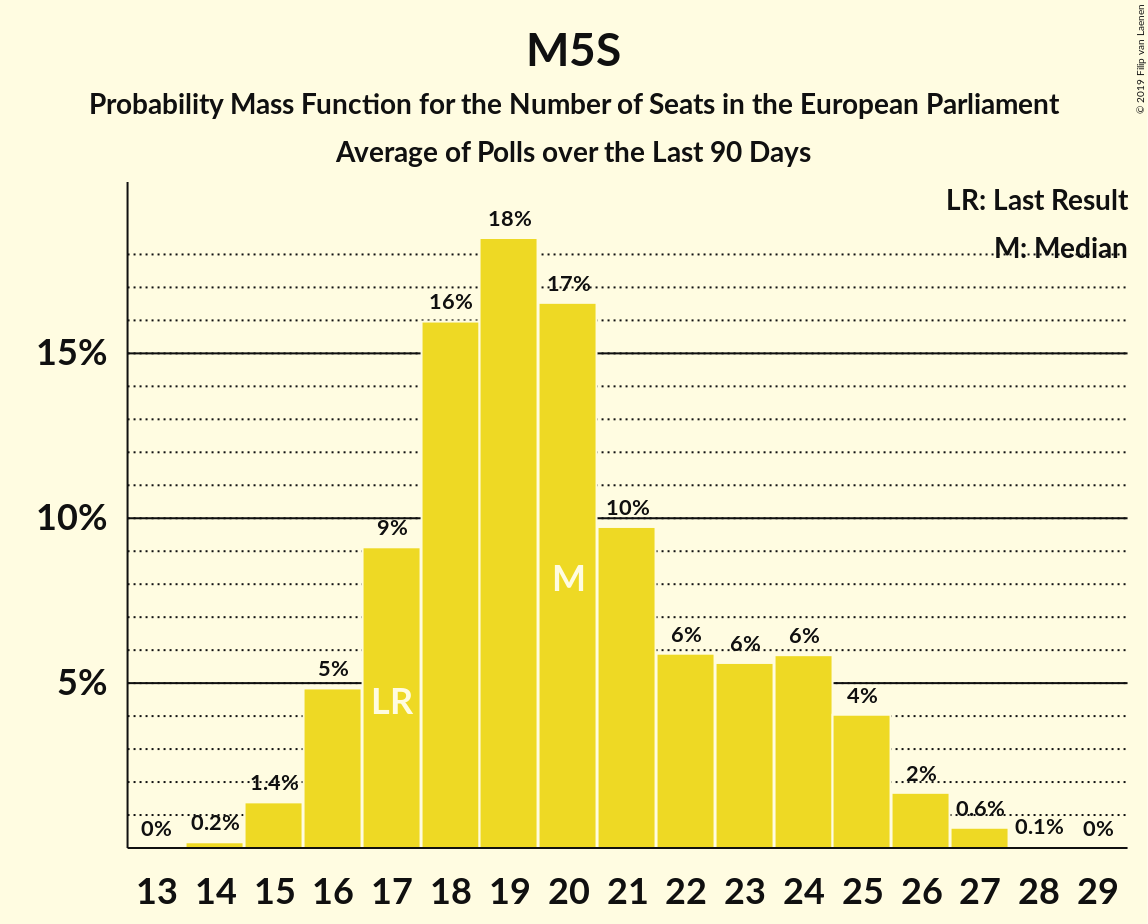 M5S
Probability Mass Function for the Number of Seats in the European Parliament
Average of Polls over the Last 90 Days
© 2019 Filip van Laenen
LR: Last Result
M: Median
15%
10%
5%
0%
0.2%
1.4%
5%
9%
16%
18%
17%
10%
6%
6%
6%
4%
2%
0.6%
0.1%
0%
LR
M
13 14 15 16 17 18 19 20 21 22 23 24 25 26 27 28 29